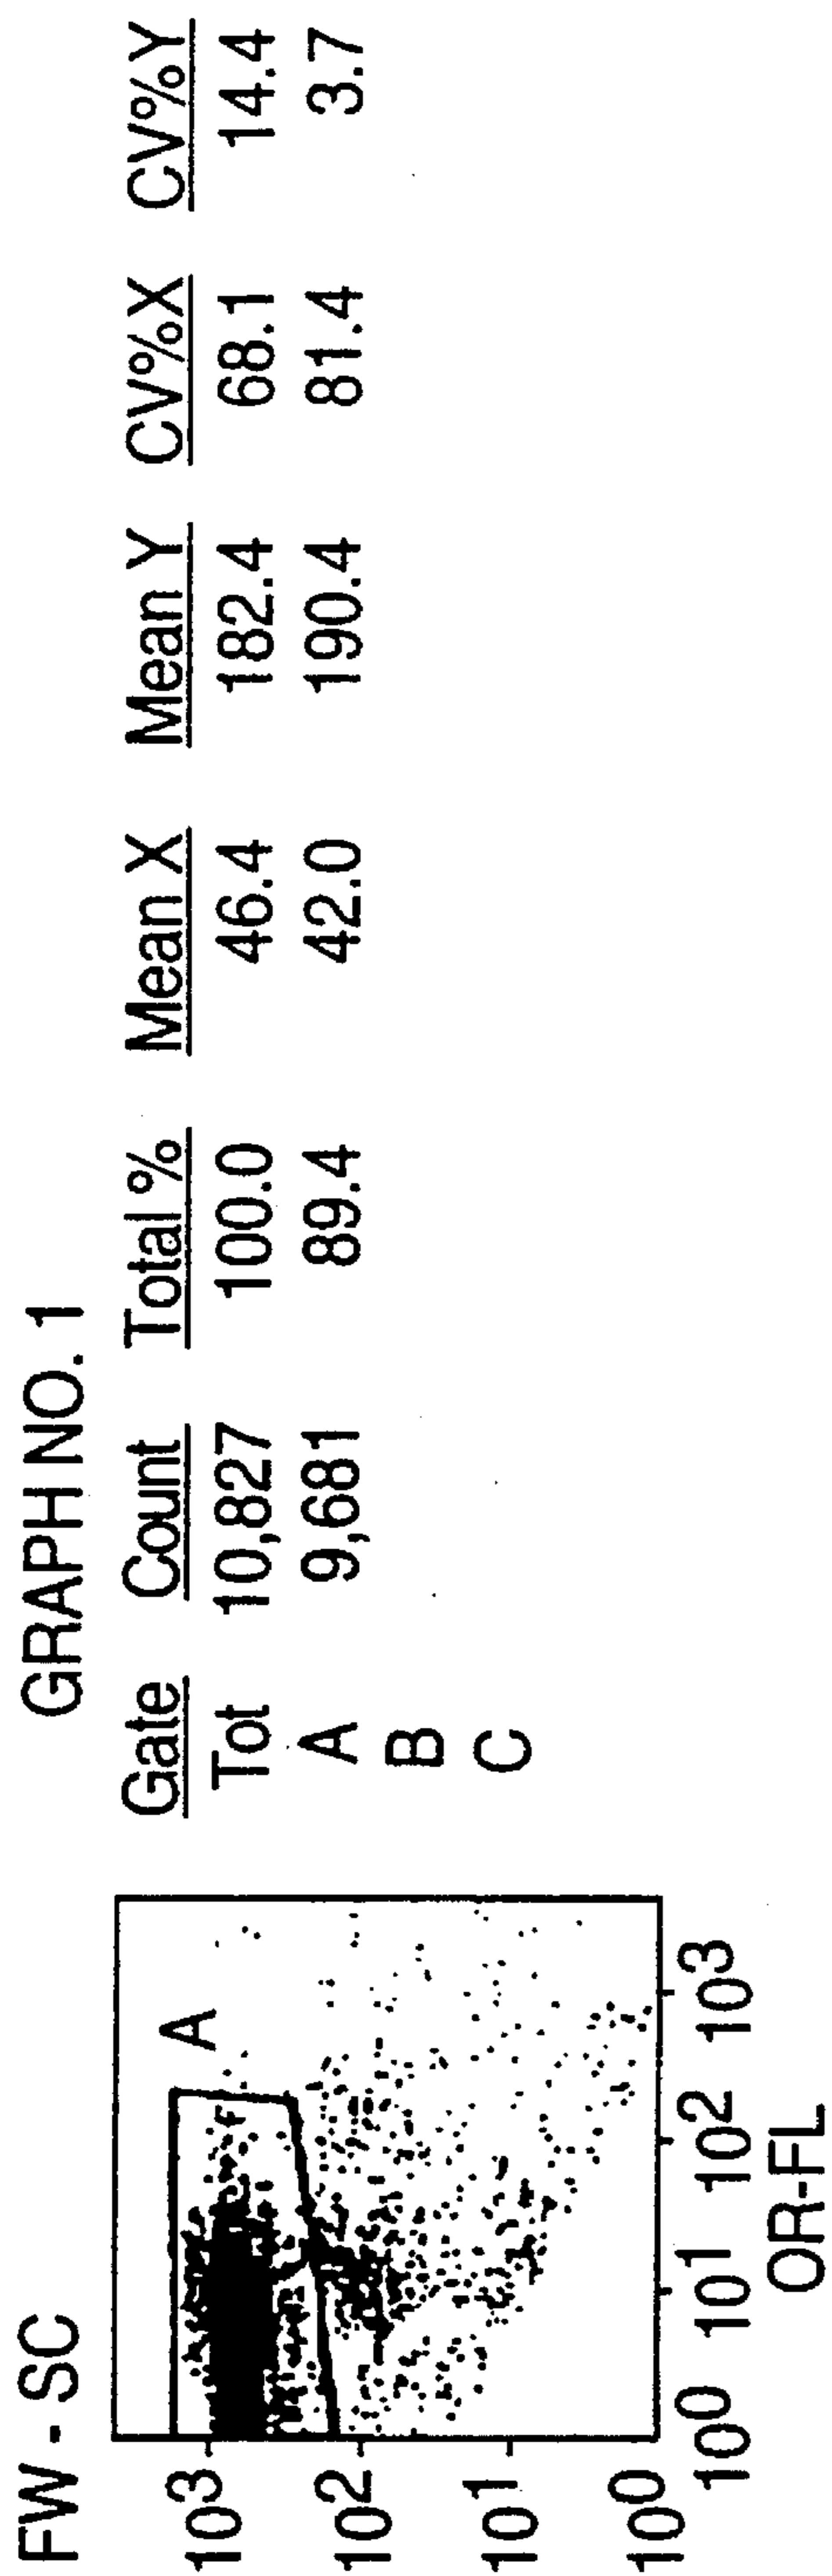 GRAPH NO. 1
Gate Count Total % Mean X Mean Y CV%X CV%Y
Tot 10,827 100.0 46.4 182.4 68.1 14.4
A 9,681 89.4 42.0 190.4 81.4 3.7
B
C
FW - SC
A
10³
10²
10¹
10⁰
10⁰ 10¹ 10² 10³
OR-FL